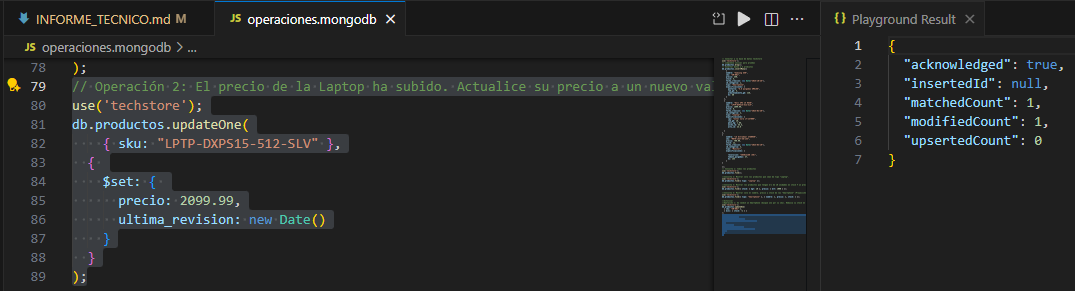 INFORME_TECNICO.md M
JS operaciones.mongodb
JS operaciones.mongodb > ...
78 );
79 // Operación 2: El precio de la Laptop ha subido. Actualice su precio a un nuevo va
80 use('techstore');
81 db.productos.updateOne(
82 { sku: "LPTP-DXPS15-512-SLV" },
83 {
84 $set: {
85 precio: 2099.99,
86 ultima_revision: new Date()
87 }
88 }
89 );
{} Playground Result
1 {
2 "acknowledged": true,
3 "insertedId": null,
4 "matchedCount": 1,
5 "modifiedCount": 1,
6 "upsertedCount": 0
7 }